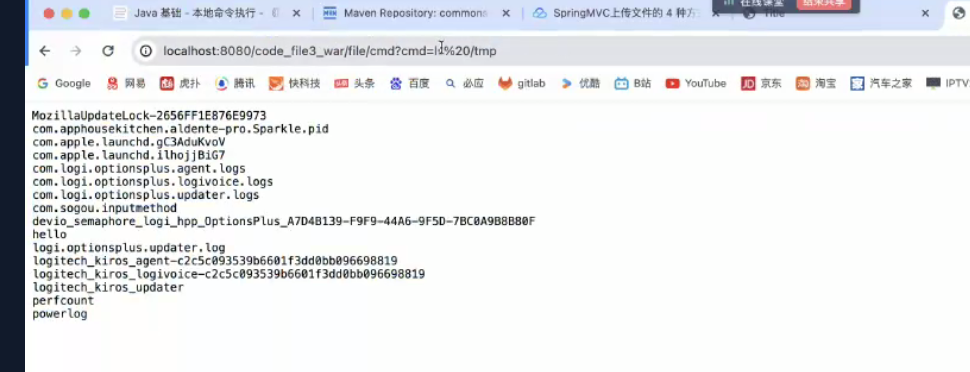 在线课堂
结束共享
Java 基础 - 本地命令执行 -
Maven Repository: commons
SpringMVC上传文件的 4 种方
Title
localhost:8080/code_file3_war/file/cmd?cmd=ls%20/tmp
Google
网易
虎扑
腾讯
快科技
头条
百度
必应
gitlab
优酷
B站
YouTube
京东
淘宝
汽车之家
IPTV
MozillaUpdateLock-2656FF1E876E9973
com.apphousekitchen.aldente-pro.Sparkle.pid
com.apple.launchd.gC3AduKvoV
com.apple.launchd.ilhojjBiG7
com.logi.optionsplus.agent.logs
com.logi.optionsplus.logivoice.logs
com.logi.optionsplus.updater.logs
com.sogou.inputmethod
devio_semaphore_logi_hpp_OptionsPlus_A7D4B139-F9F9-44A6-9F5D-7BC0A9B8BB0F
hello
logi.optionsplus.updater.log
logitech_kiros_agent-c2c5c093539b6601f3dd0bb096698819
logitech_kiros_logivoice-c2c5c093539b6601f3dd0bb096698819
logitech_kiros_updater
perfcount
powerlog